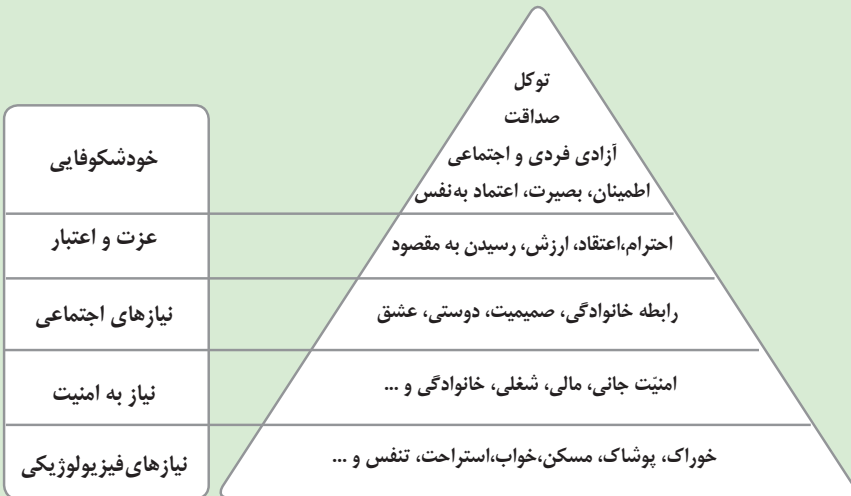 توکل
صداقت
آزادی فردی و اجتماعی
اطمینان، بصیرت، اعتماد به‌نفس
خودشکوفایی
احترام،اعتقاد، ارزش، رسیدن به مقصود
عزت و اعتبار
رابطه خانوادگی، صمیمیت، دوستی، عشق
نیازهای اجتماعی
امنیّت جانی، مالی، شغلی، خانوادگی و ...
نیاز به امنیت
خوراک، پوشاک، مسکن،خواب،استراحت، تنفس و ...
نیازهای‌فیزیولوژیکی